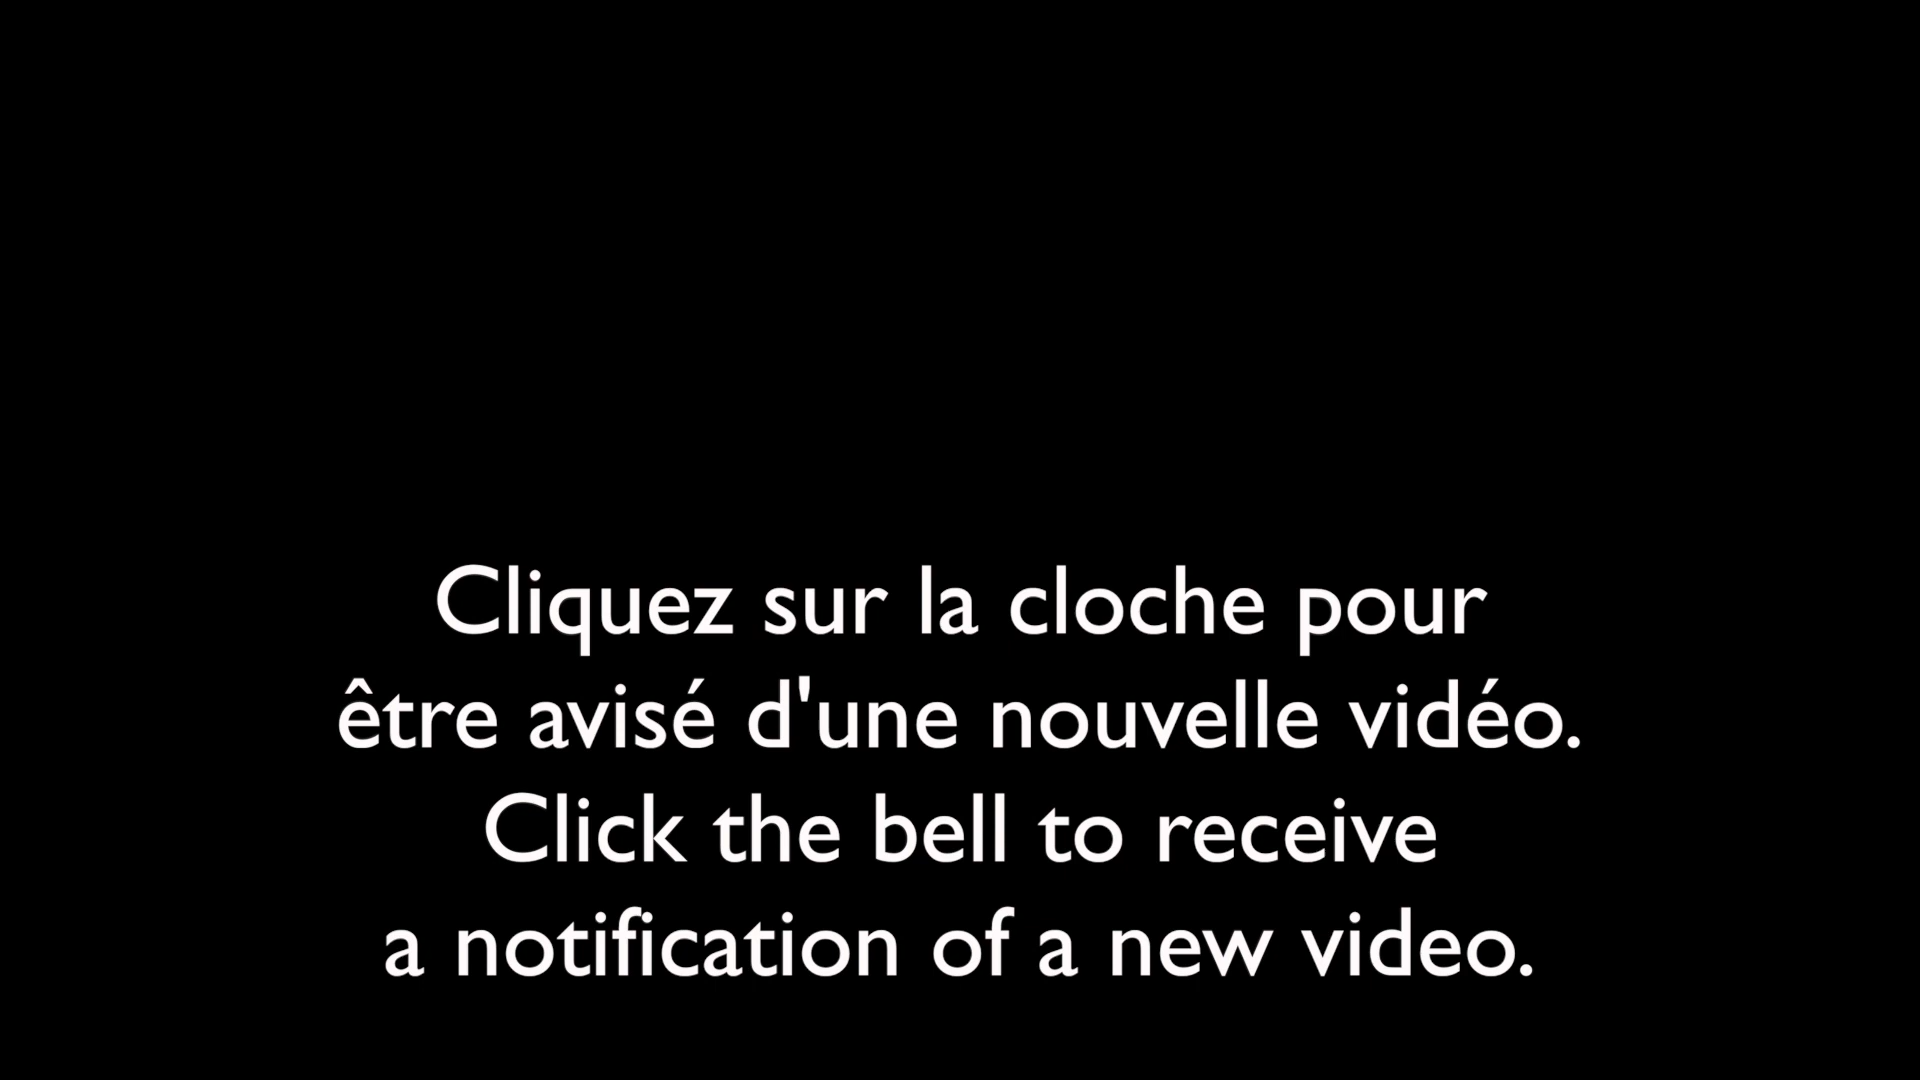 Cliquez sur la cloche pour
être avisé d'une nouvelle vidéo.
Click the bell to receive
a notification of a new video.